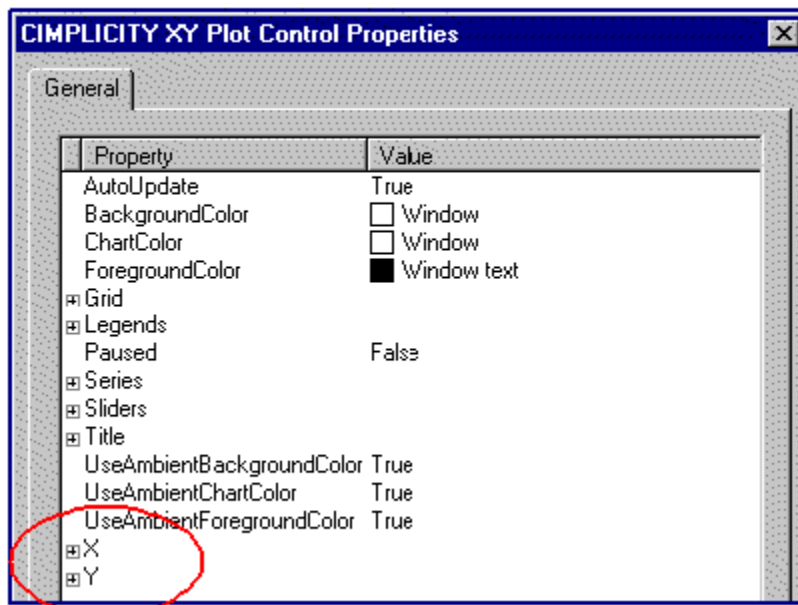 CIMPLICITY XY Plot Control Properties
General
Property Value
AutoUpdate True
BackgroundColor Window
ChartColor Window
ForegroundColor Window text
Grid
Legends
Paused False
Series
Sliders
Title
UseAmbientBackgroundColor True
UseAmbientChartColor True
UseAmbientForegroundColor True
X
Y